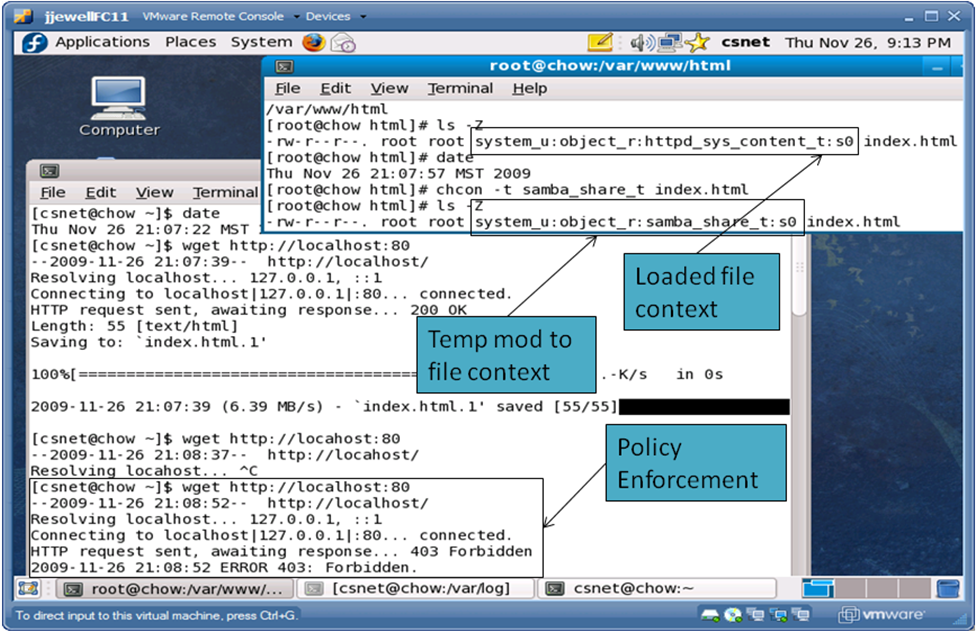 jjewellFC11 VMware Remote Console Devices
Applications Places System csnet Thu Nov 26, 9:13 PM
Computer
root@chow:/var/www/html
File Edit View Terminal Help
/var/www/html
[root@chow html]# ls -Z
-rw-r--r--. root root system_u:object_r:httpd_sys_content_t:s0 index.html
[root@chow html]# date
Thu Nov 26 21:07:57 MST 2009
[root@chow html]# chcon -t samba_share_t index.html
[root@chow html]# ls -Z
-rw-r--r--. root root system_u:object_r:samba_share_t:s0 index.html
File Edit View Terminal
[csnet@chow ~]$ date
Thu Nov 26 21:07:22 MST
[csnet@chow ~]$ wget http://localhost:80
--2009-11-26 21:07:39-- http://localhost/
Resolving localhost... 127.0.0.1, ::1
Connecting to localhost|127.0.0.1|:80... connected.
HTTP request sent, awaiting response... 200 OK
Length: 55 [text/html]
Saving to: `index.html.1'
100%[======================================== .-K/s in 0s
2009-11-26 21:07:39 (6.39 MB/s) - `index.html.1' saved [55/55]
[csnet@chow ~]$ wget http://locahost:80
--2009-11-26 21:08:37-- http://locahost/
Resolving locahost... ^C
[csnet@chow ~]$ wget http://localhost:80
--2009-11-26 21:08:52-- http://localhost/
Resolving localhost... 127.0.0.1, ::1
Connecting to localhost|127.0.0.1|:80... connected.
HTTP request sent, awaiting response... 403 Forbidden
2009-11-26 21:08:52 ERROR 403: Forbidden.
Loaded file
context
Temp mod to
file context
Policy
Enforcement
root@chow:/var/www/... [csnet@chow:/var/log] csnet@chow:~
To direct input to this virtual machine, press Ctrl+G.
vmware